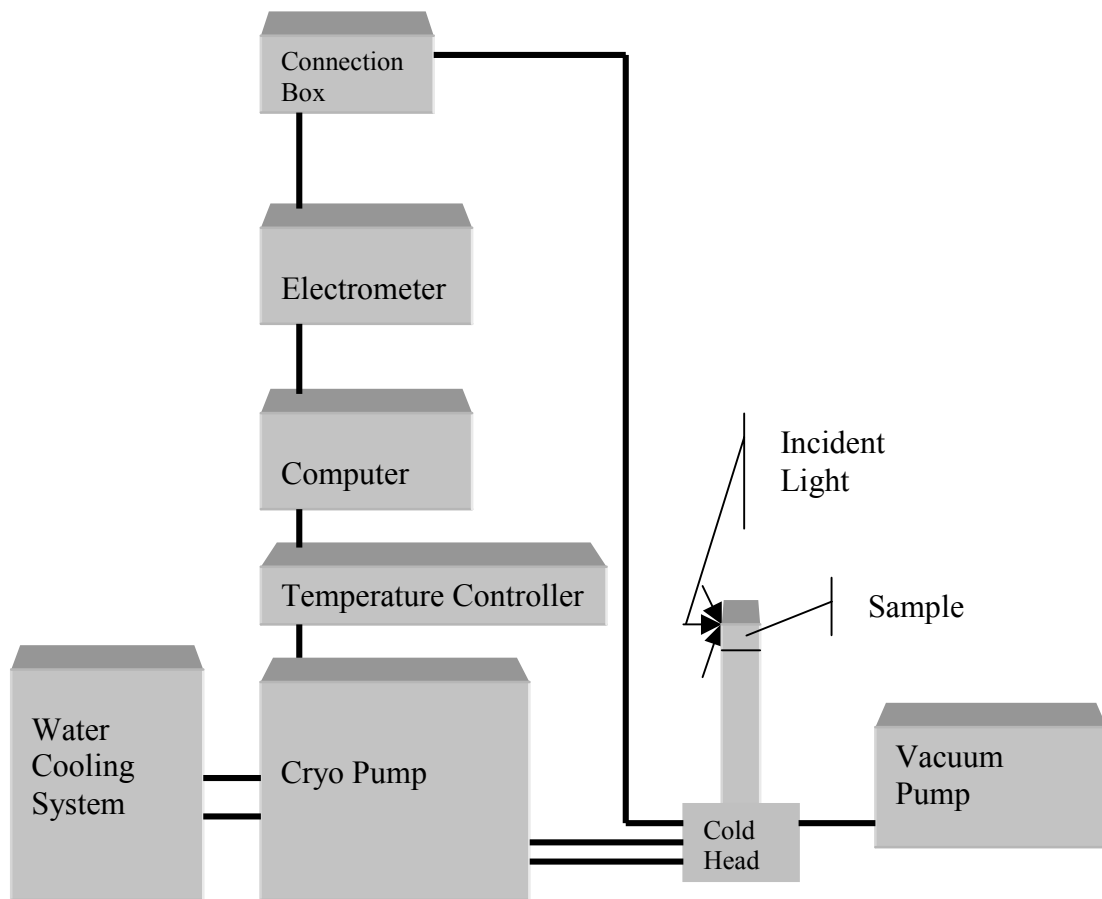 Connection
Box
Electrometer
Computer
Incident
Light
Temperature Controller
Sample
Water
Cooling
System
Cryo Pump
Cold
Head
Vacuum
Pump